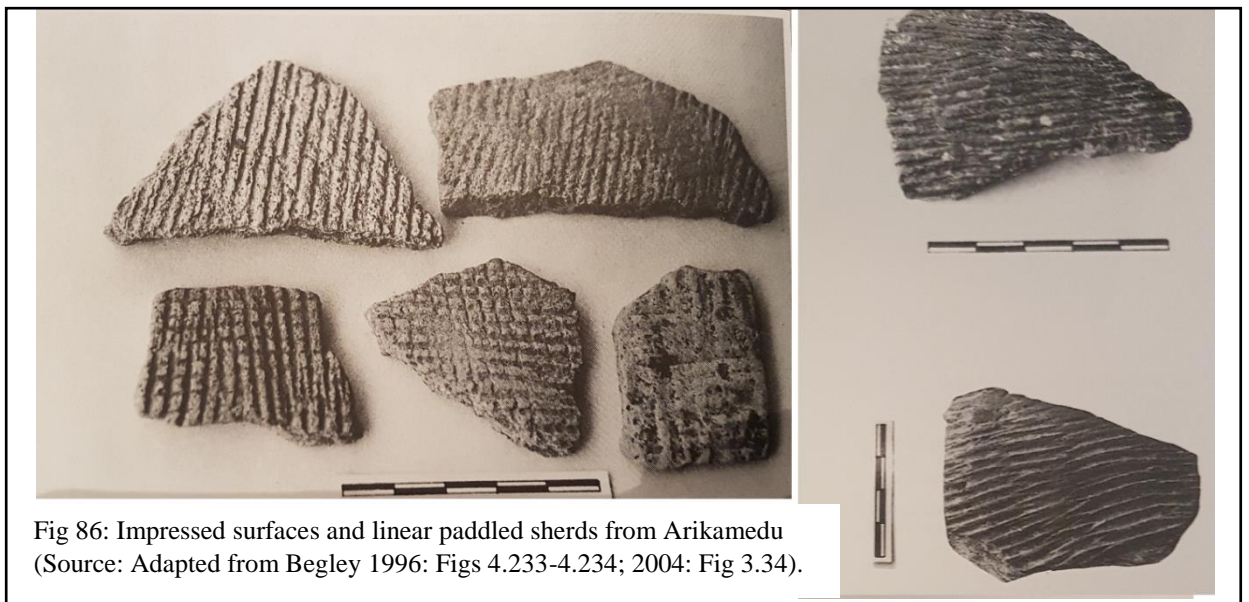 Fig 86: Impressed surfaces and linear paddled sherds from Arikamedu
(Source: Adapted from Begley 1996: Figs 4.233-4.234; 2004: Fig 3.34).